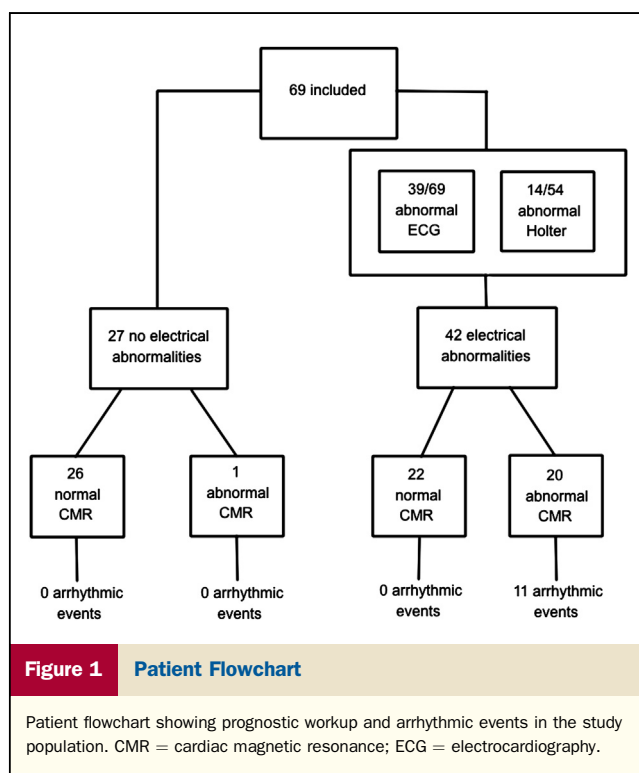 69 included
39/69
abnormal
ECG
14/54
abnormal
Holter
27 no electrical
abnormalities
42 electrical
abnormalities
26
normal
CMR
1
abnormal
CMR
22
normal
CMR
20
abnormal
CMR
0 arrhythmic
events
0 arrhythmic
events
0 arrhythmic
events
11 arrhythmic
events
Figure 1 Patient Flowchart
Patient flowchart showing prognostic workup and arrhythmic events in the study
population. CMR = cardiac magnetic resonance; ECG = electrocardiography.